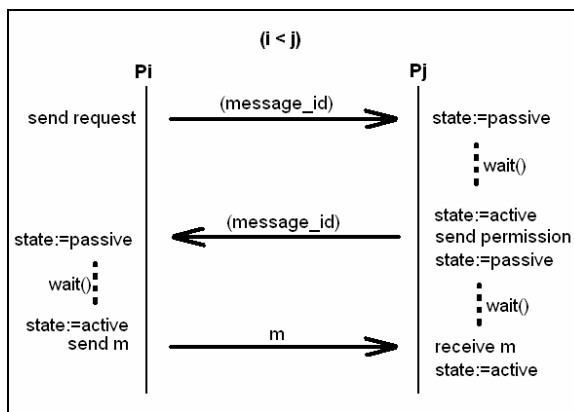 (i < j)
Pi
Pj
send request
(message_id)
state:=passive
wait()
(message_id)
state:=active
send permission
state:=passive
state:=passive
wait()
wait()
state:=active
send m
m
receive m
state:=active